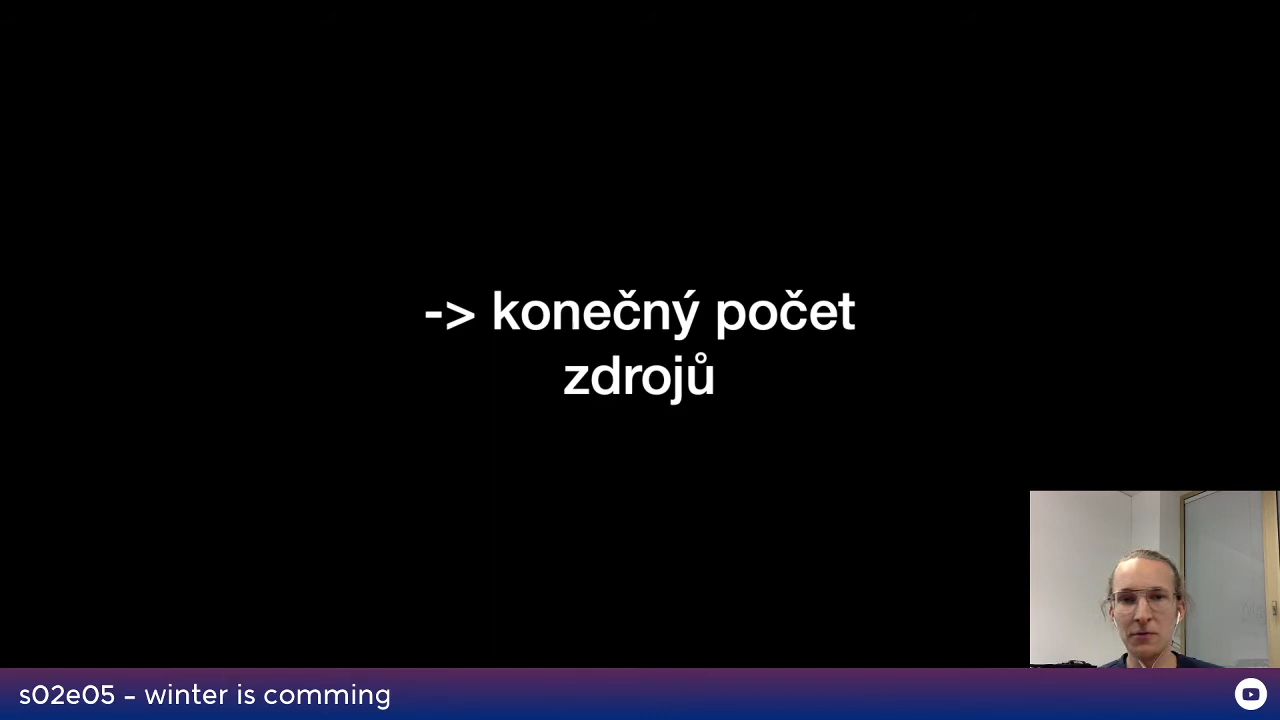 -> konečný počet
zdrojů
s02e05 - winter is comming